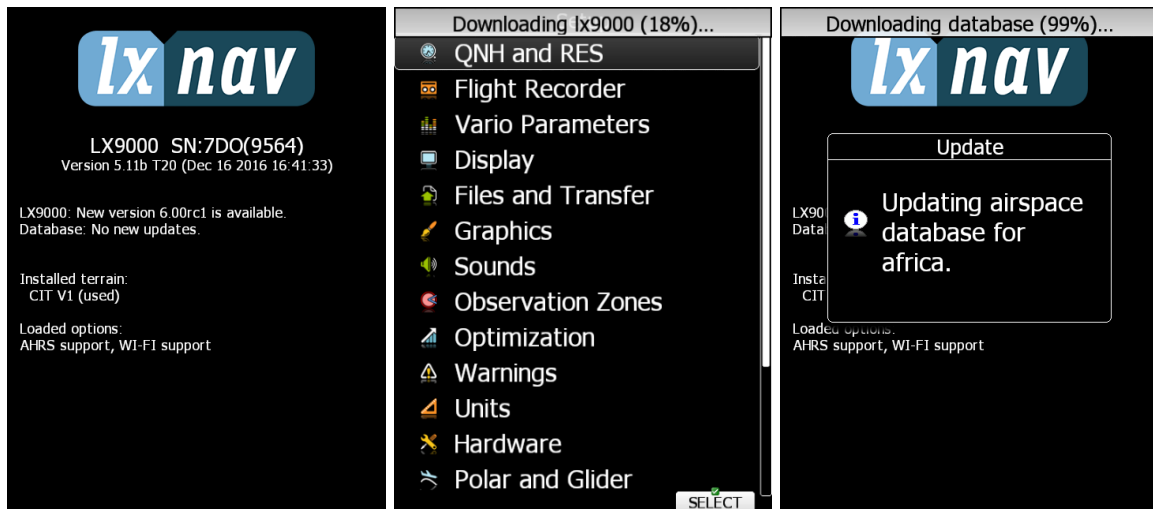 lx nav
LX9000 SN:7DO(9564)
Version 5.11b T20 (Dec 16 2016 16:41:33)
LX9000: New version 6.00rc1 is available.
Database: No new updates.
Installed terrain:
CIT V1 (used)
Loaded options:
AHRS support, WI-FI support
Downloading lx9000 (18%)...
QNH and RES
Flight Recorder
Vario Parameters
Display
Files and Transfer
Graphics
Sounds
Observation Zones
Optimization
Warnings
Units
Hardware
Polar and Glider
SELECT
Downloading database (99%)...
lx nav
Update
Updating airspace
database for
africa.
LX90
Data
Insta
CIT
Loaded options:
AHRS support, WI-FI support